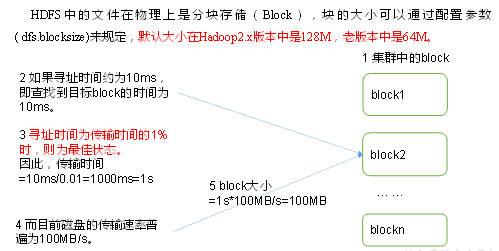 HDFS中的文件在物理上是分块存储（Block），块的大小可以通过配置参数
( dfs.blocksize)来规定，默认大小在Hadoop2.x版本中是128M，老版本中是64M。
1 集群中的block
2 如果寻址时间约为10ms，
即查找到目标block的时间为
10ms。
block1
3 寻址时间为传输时间的1%
时，则为最佳状态。
因此，传输时间
=10ms/0.01=1000ms=1s
block2
5 block大小
=1s*100MB/s=100MB
... ...
4 而目前磁盘的传输速率普
遍为100MB/s。
blockn